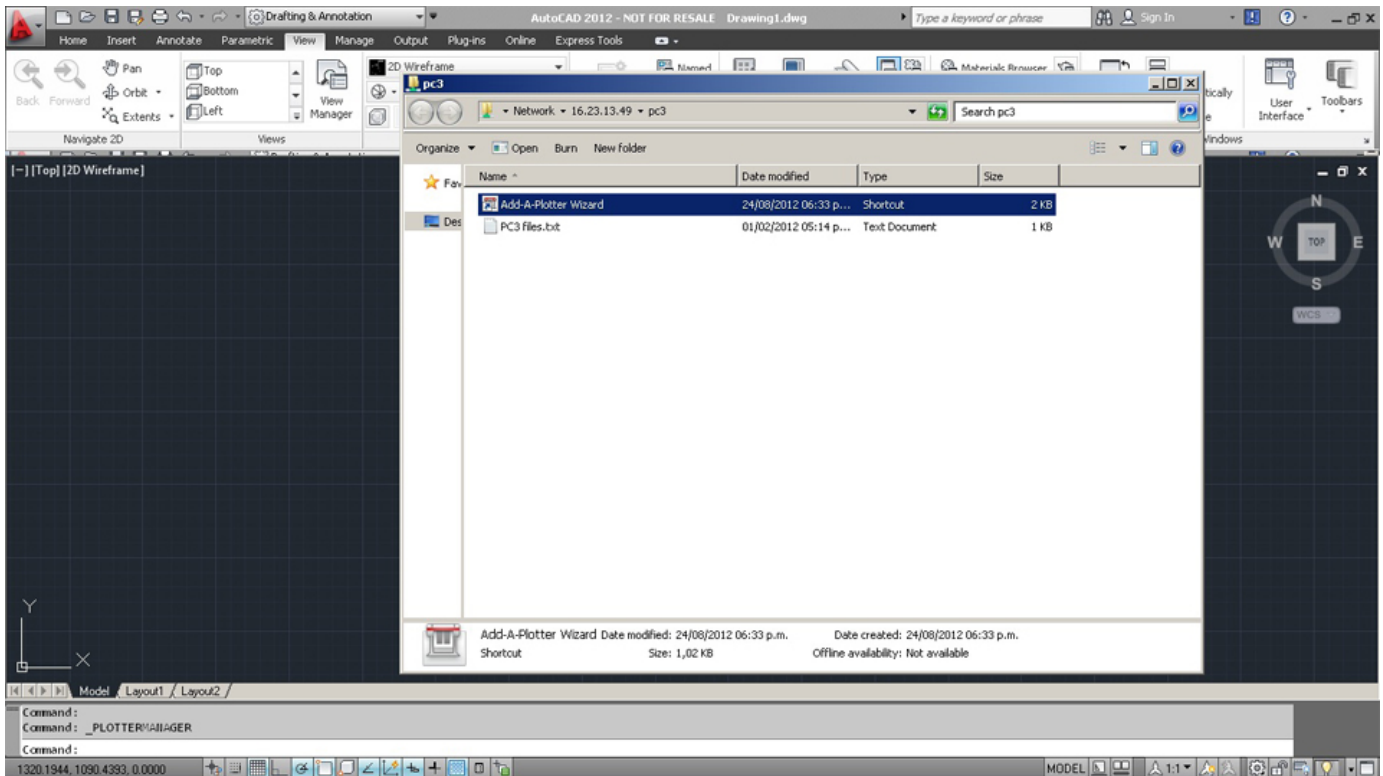 Drafting & Annotation
AutoCAD 2012 - NOT FOR RESALE Drawing1.dwg
Type a keyword or phrase
Sign In
Home Insert Annotate Parametric View Manage Output Plug-ins Online Express Tools
Pan Top 2D Wireframe Named Materials Browser
Back Forward Orbit Bottom View Manager tically User Interface Toolbars
Extents Left
Navigate 2D Views Windows
pc3
Network 16.23.13.49 pc3 Search pc3
Organize Open Burn New folder
[−] [Top] [2D Wireframe]
Fav Name Date modified Type Size
Add-A-Plotter Wizard 24/08/2012 06:33 p... Shortcut 2 KB
Des PC3 files.txt 01/02/2012 05:14 p... Text Document 1 KB
N
W TOP E
S
WCS
Add-A-Plotter Wizard Date modified: 24/08/2012 06:33 p.m. Date created: 24/08/2012 06:33 p.m.
Shortcut Size: 1,02 KB Offline availability: Not available
Y
X
Model Layout1 Layout2
Command:
Command: _PLOTTERMANAGER
Command:
1320.1944, 1090.4393, 0.0000 MODEL 1:1